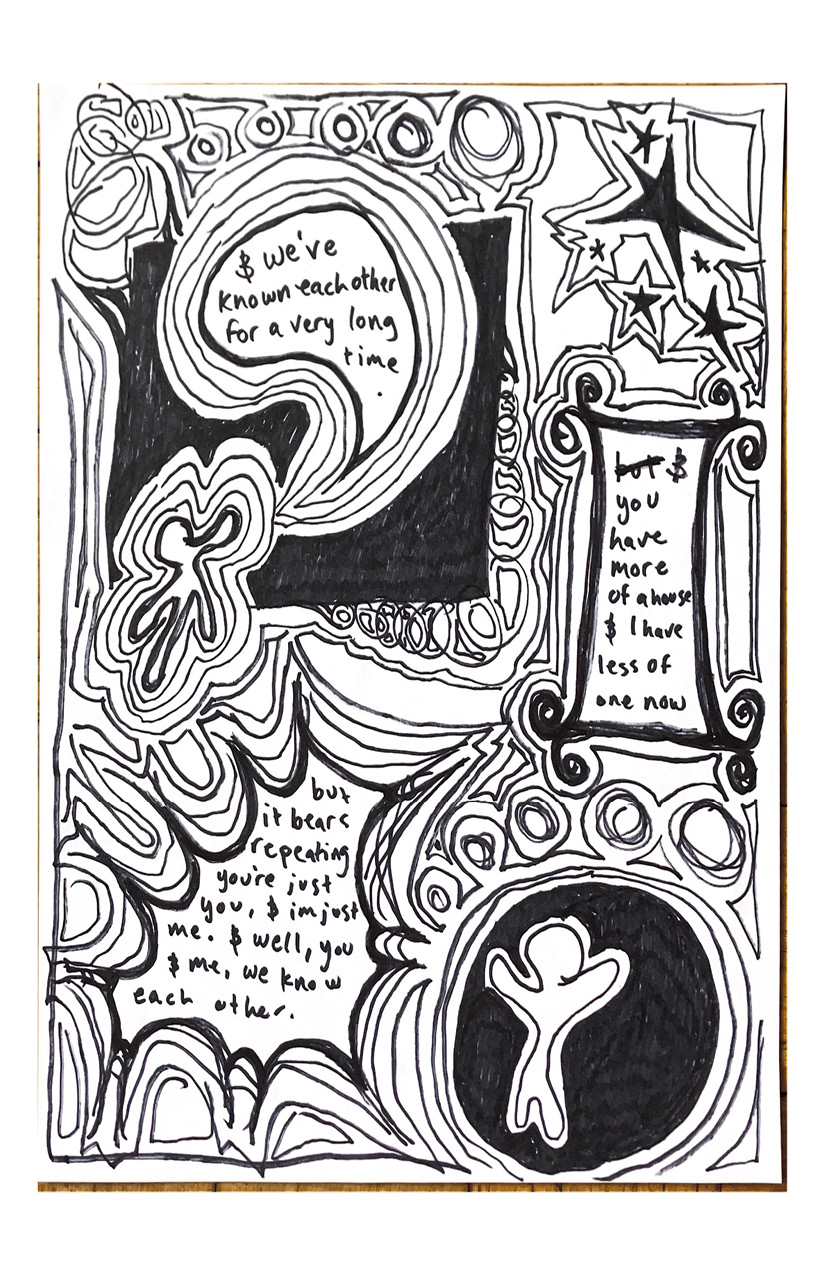 & we've
known each other
for a very long
time
.
but &
you
have
more
of a house
& I have
less of
one now
but
it bears
repeating
you're just
you, & im just
me. & well, you
& me, we know
each other.